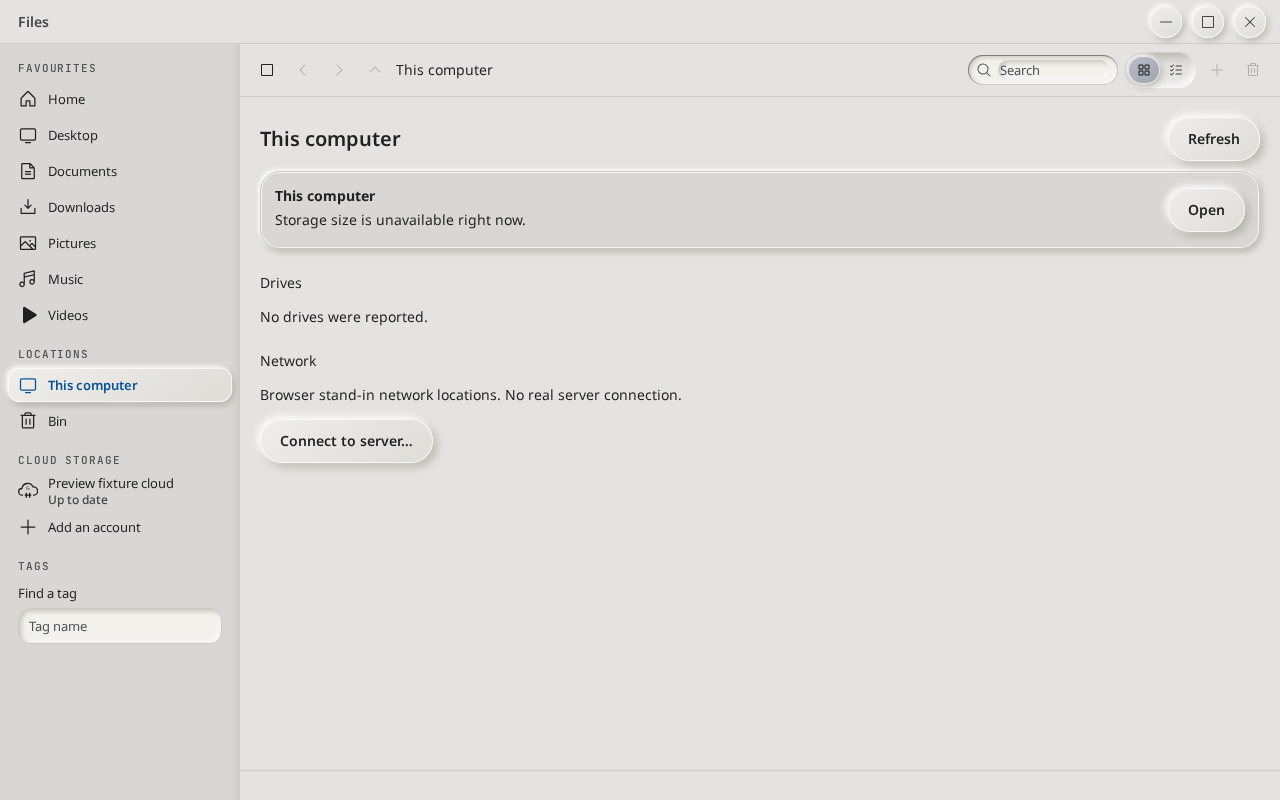 Files
FAVOURITES
Home
Desktop
Documents
Downloads
Pictures
Music
Videos
LOCATIONS
This computer
Bin
CLOUD STORAGE
Preview fixture cloud
Up to date
Add an account
TAGS
Find a tag
Tag name
This computer
Search
This computer
Refresh
This computer
Storage size is unavailable right now.
Open
Drives
No drives were reported.
Network
Browser stand-in network locations. No real server connection.
Connect to server...